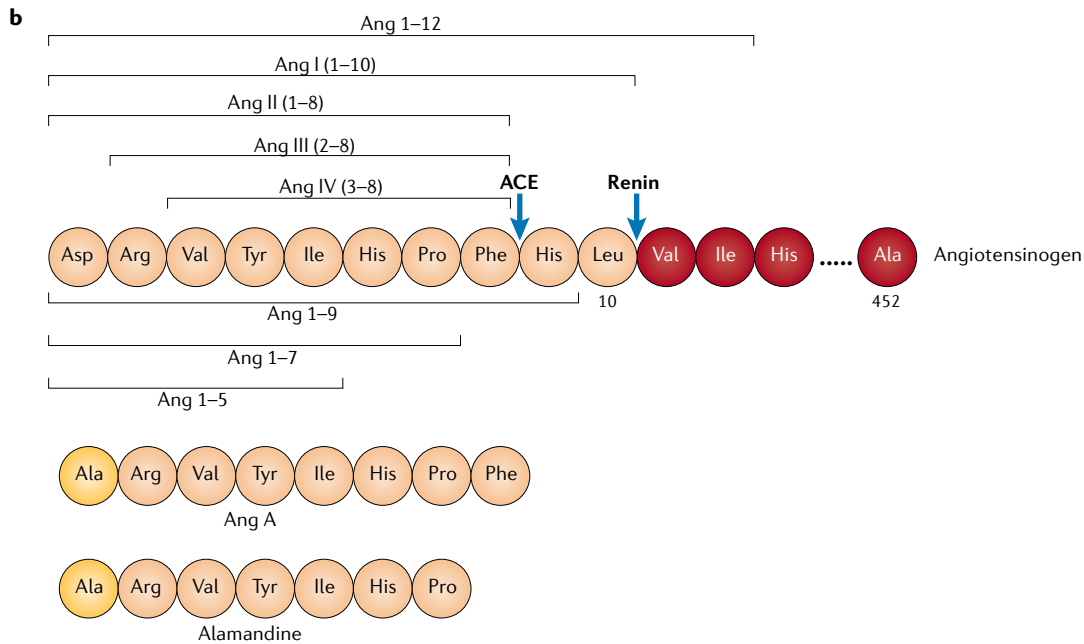 b
Ang 1–12
Ang I (1–10)
Ang II (1–8)
Ang III (2–8)
Ang IV (3–8)
ACE Renin
Asp Arg Val Tyr Ile His Pro Phe His Leu Val Ile His ..... Ala Angiotensinogen
10 452
Ang 1–9
Ang 1–7
Ang 1–5
Ala Arg Val Tyr Ile His Pro Phe
Ang A
Ala Arg Val Tyr Ile His Pro
Alamandine